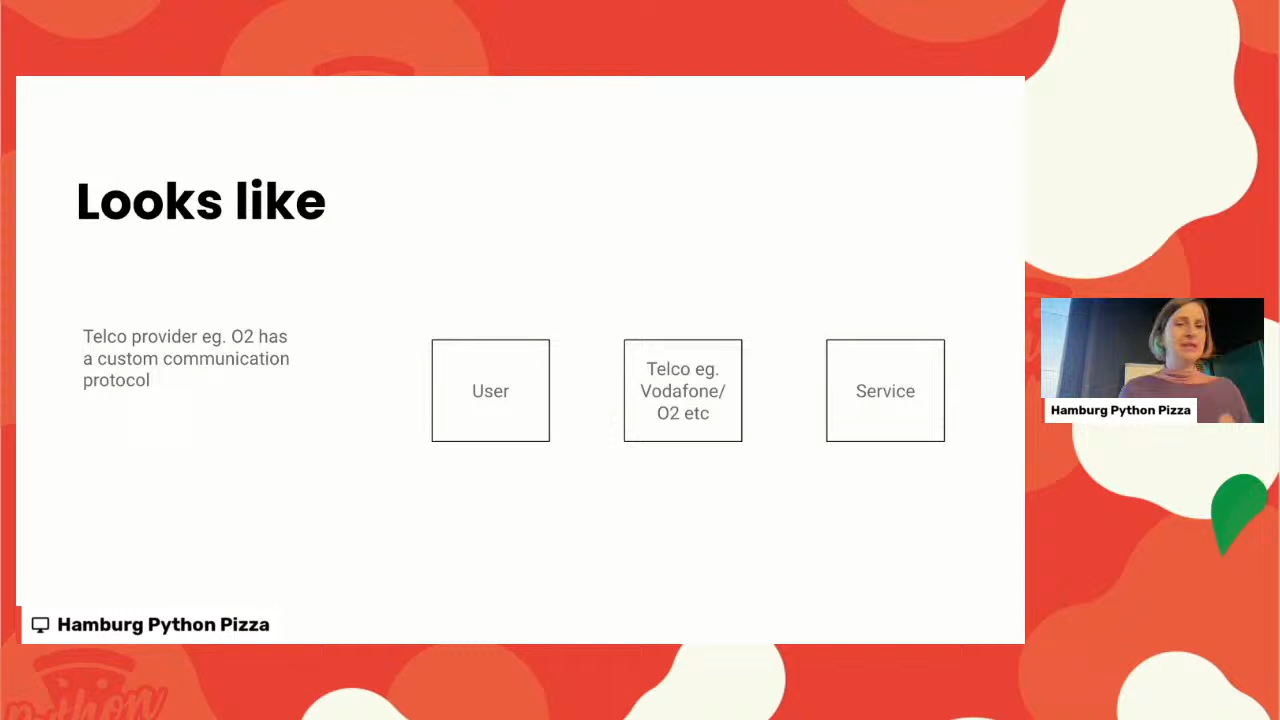 Looks like
Telco provider eg. O2 has
a custom communication
protocol
User
Telco eg.
Vodafone/
O2 etc
Service
Hamburg Python Pizza
Hamburg Python Pizza
Python